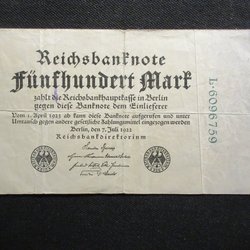 Reichsbanknote
Fünfhundert Mark
zahlt die Reichsbankhauptkasse in Berlin
gegen diese Banknote dem Einlieferer
Vom 1. April 1923 ab kann diese Banknote aufgerufen und unter
Umtausch gegen andere gesetzliche Zahlungsmittel eingezogen werden
Berlin, den 7. Juli 1922
Reichsbankdirektorium
L·6096759